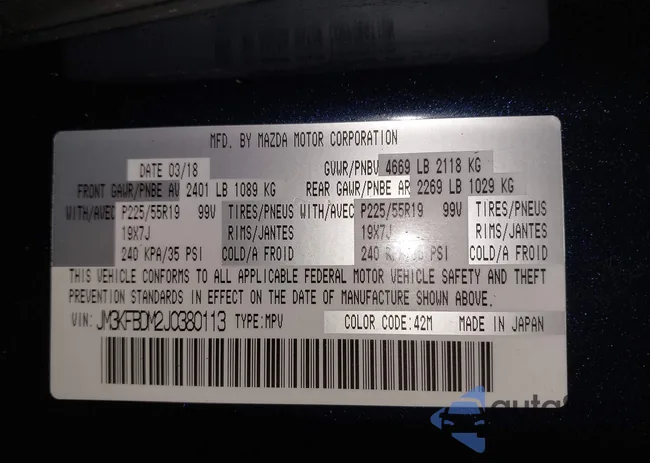 MFD. BY MAZDA MOTOR CORPORATION
DATE 03/18 GVWR/PNBV 4669 LB 2118 KG
FRONT GAWR/PNBE AV 2401 LB 1089 KG REAR GAWR/PNBE AR 2269 LB 1029 KG
WITH/AVEC P225/55R19 99V TIRES/PNEUS WITH/AVEC P225/55R19 99V TIRES/PNEUS
19X7J RIMS/JANTES 19X7J RIMS/JANTES
240 KPA/35 PSI COLD/A FROID 240 KPA/35 PSI COLD/A FROID
THIS VEHICLE CONFORMS TO ALL APPLICABLE FEDERAL MOTOR VEHICLE SAFETY AND THEFT
PREVENTION STANDARDS IN EFFECT ON THE DATE OF MANUFACTURE SHOWN ABOVE.
VIN: JM3KFBDM2J0380113 TYPE:MPV COLOR CODE:42M MADE IN JAPAN